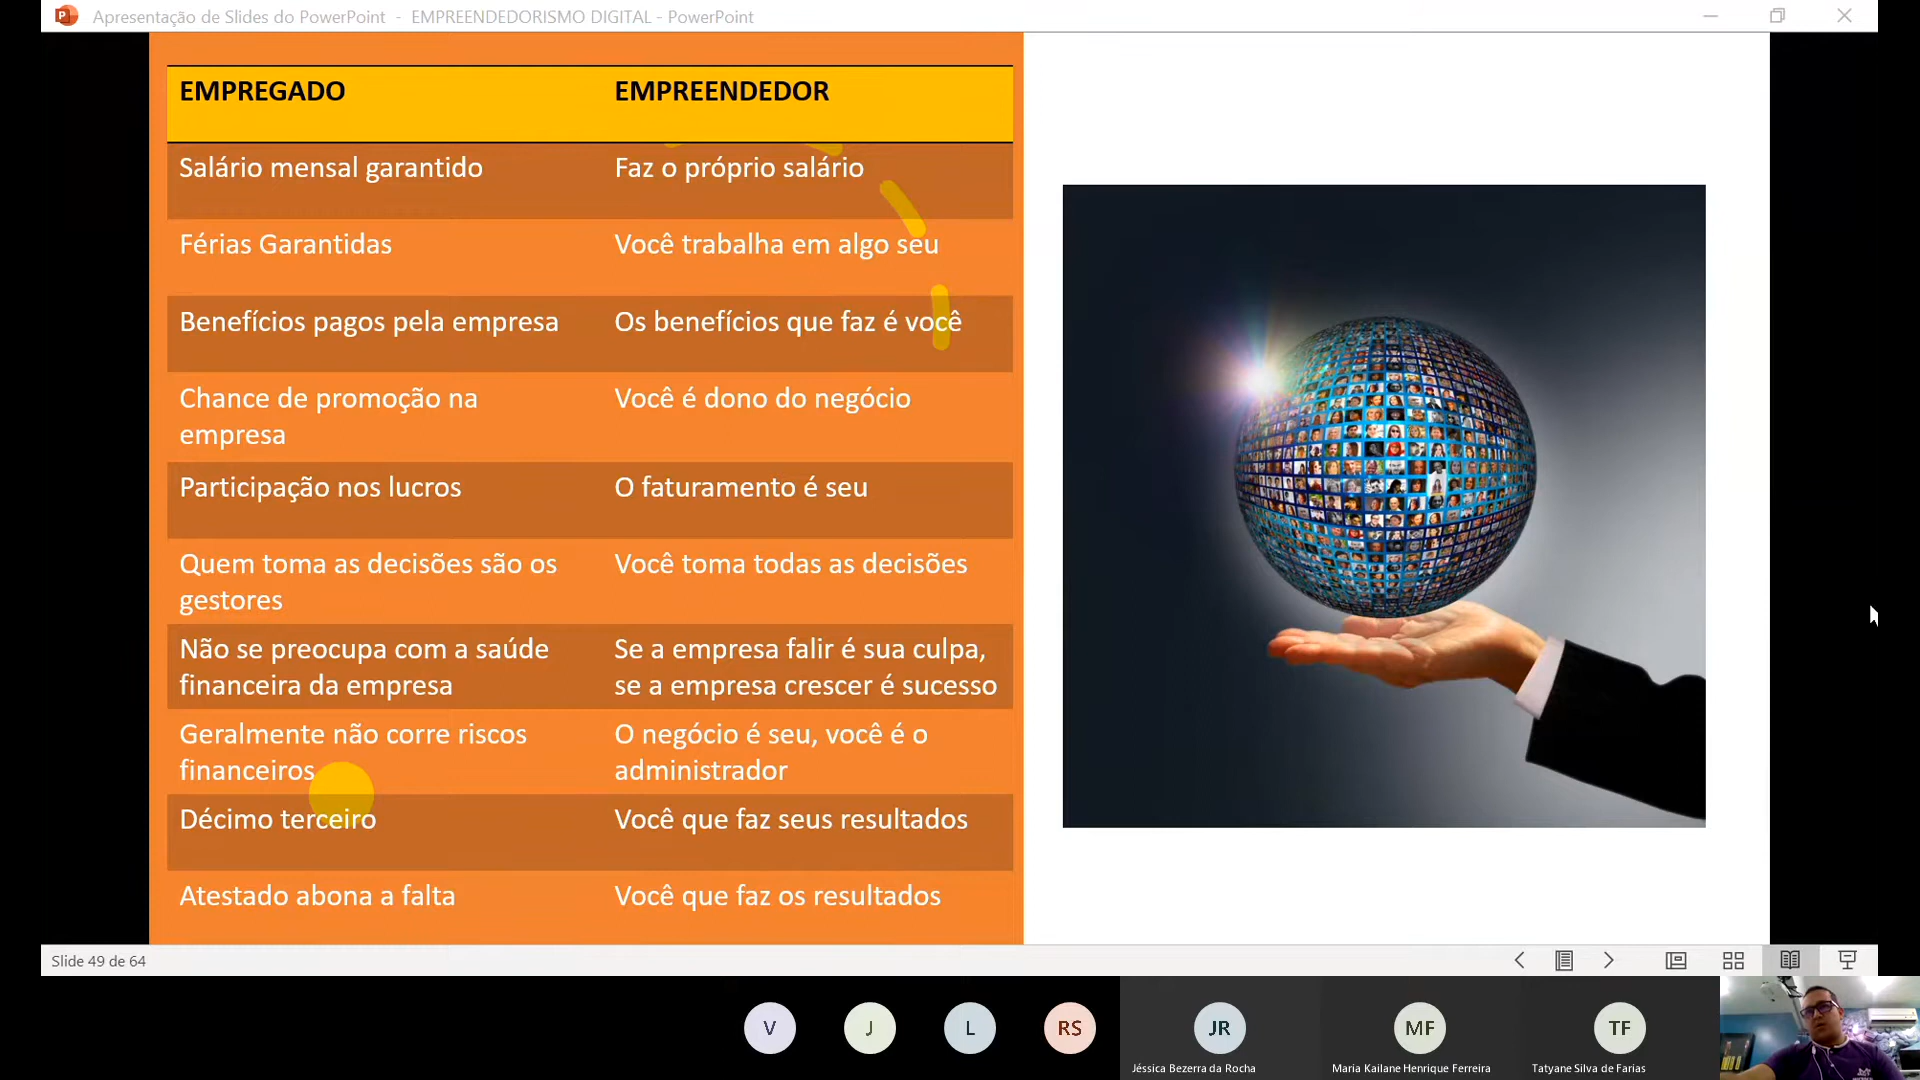 Apresentação de Slides do PowerPoint - EMPREENDEDORISMO DIGITAL - PowerPoint
EMPREGADO EMPREENDEDOR
Salário mensal garantido Faz o próprio salário
Férias Garantidas Você trabalha em algo seu
Benefícios pagos pela empresa Os benefícios que faz é você
Chance de promoção na Você é dono do negócio
empresa
Participação nos lucros O faturamento é seu
Quem toma as decisões são os Você toma todas as decisões
gestores
Não se preocupa com a saúde Se a empresa falir é sua culpa,
financeira da empresa se a empresa crescer é sucesso
Geralmente não corre riscos O negócio é seu, você é o
financeiros administrador
Décimo terceiro Você que faz seus resultados
Atestado abona a falta Você que faz os resultados
Slide 49 de 64
V J L RS JR MF TF
Jéssica Bezerra da Rocha Maria Kailane Henrique Ferreira Tatyane Silva de Farias